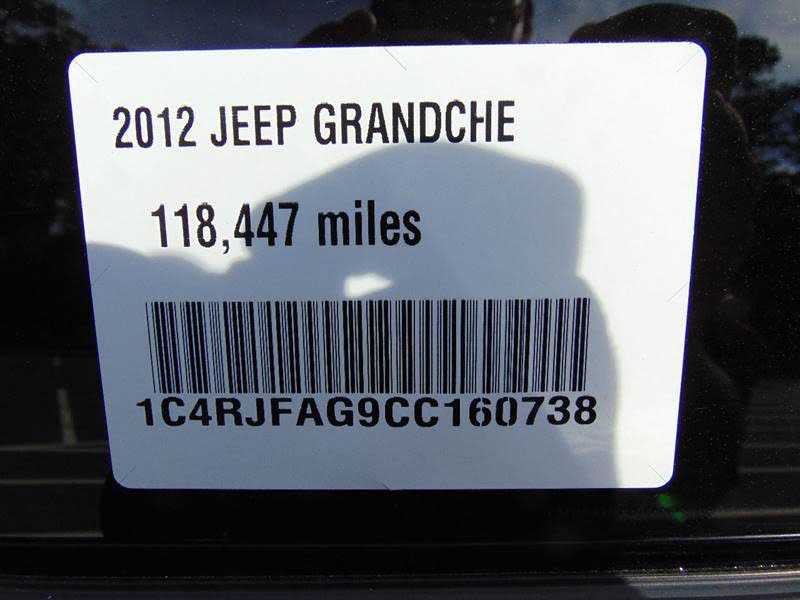 2012 JEEP GRANDCHE
118,447 miles
1C4RJFAG9CC160738